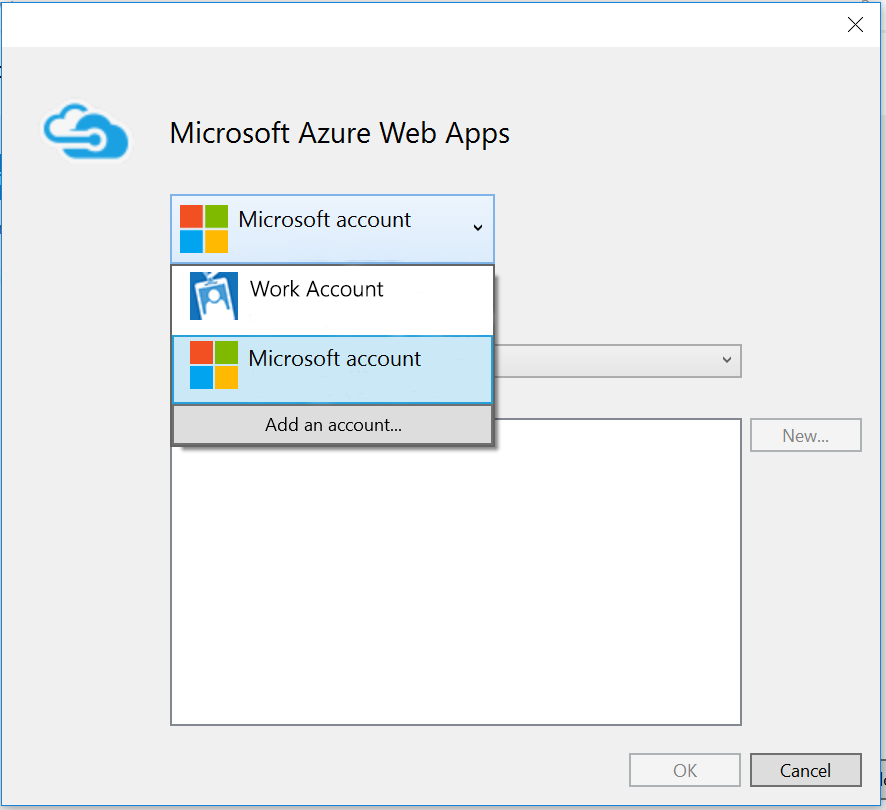 Microsoft Azure Web Apps
Microsoft account
Work Account
Microsoft account
Add an account...
New...
OK
Cancel